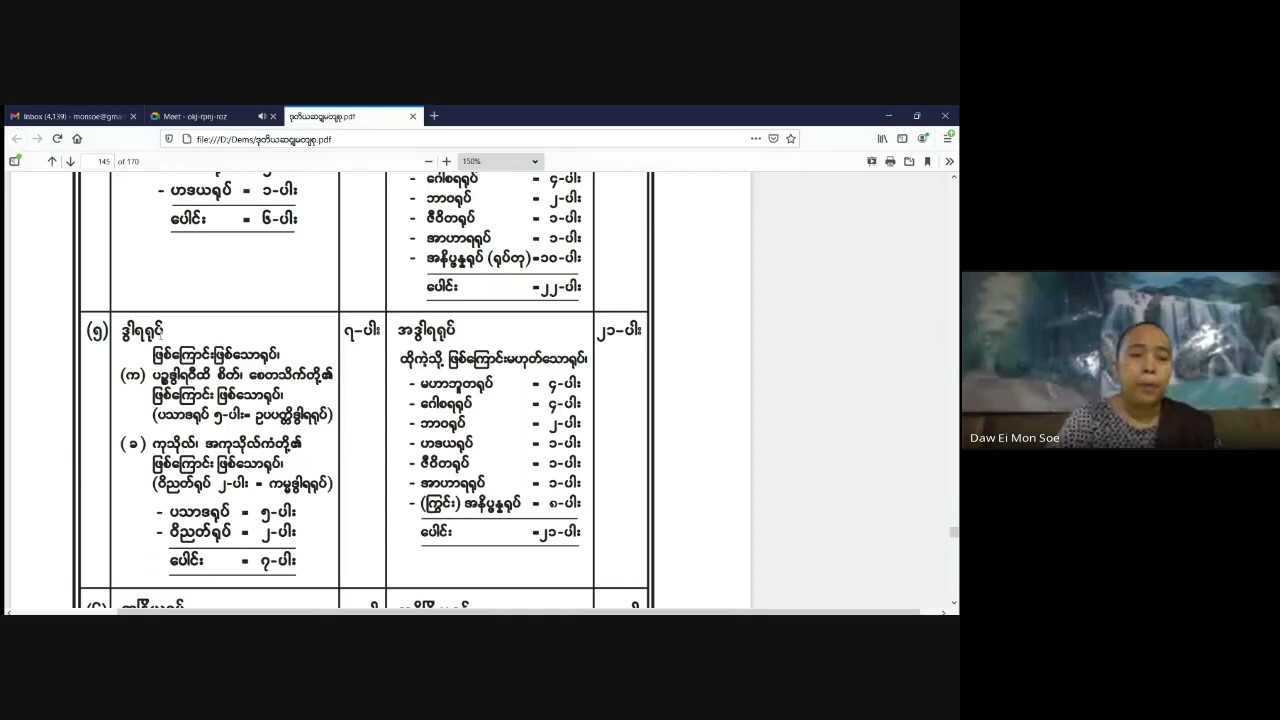 Inbox (4,139) - monsoe@gmai
Meet - okj-rpnj-roz
ဒုတိယဆင့်မတျစု.pdf
file:///D:/Dems/ဒုတိယဆင့်မတျစု.pdf
145 of 170
150%
- ဟဒယရုပ် = ၁-ပါး
ပေါင်း = ၆-ပါး
- ဂေါစရရုပ် = ၄-ပါး
- ဘာဝရုပ် = ၂-ပါး
- ဇီဝိတရုပ် = ၁-ပါး
- အာဟာရရုပ် = ၁-ပါး
- အနိပ္ဖန္နရုပ် (ရုပ်တု)=၁၀-ပါး
ပေါင်း =၂၂-ပါး
(၅) ဒွါရရုပ်
ဖြစ်ကြောင်းဖြစ်သောရုပ်၊
(က) ပဉ္စဒွါရဝီထိ စိတ်၊ စေတသိက်တို့၏
ဖြစ်ကြောင်း ဖြစ်သောရုပ်၊
(ပသာဒရုပ် ၅-ပါး= ဥပပတ္တိဒွါရရုပ်)
(ခ) ကုသိုလ်၊ အကုသိုလ်ကံတို့၏
ဖြစ်ကြောင်း ဖြစ်သောရုပ်၊
(ဝိညတ်ရုပ် ၂-ပါး = ကမ္မဒွါရရုပ်)
- ပသာဒရုပ် = ၅-ပါး
- ဝိညတ်ရုပ် = ၂-ပါး
ပေါင်း = ၇-ပါး
၇-ပါး
အဒွါရရုပ်
ထိုကဲ့သို့ ဖြစ်ကြောင်းမဟုတ်သောရုပ်၊
- မဟာဘူတရုပ် = ၄-ပါး
- ဂေါစရရုပ် = ၄-ပါး
- ဘာဝရုပ် = ၂-ပါး
- ဟဒယရုပ် = ၁-ပါး
- ဇီဝိတရုပ် = ၁-ပါး
- အာဟာရရုပ် = ၁-ပါး
- (ကြွင်း) အနိပ္ဖန္နရုပ် = ၈-ပါး
ပေါင်း =၂၁-ပါး
၂၁-ပါး
Daw Ei Mon Soe